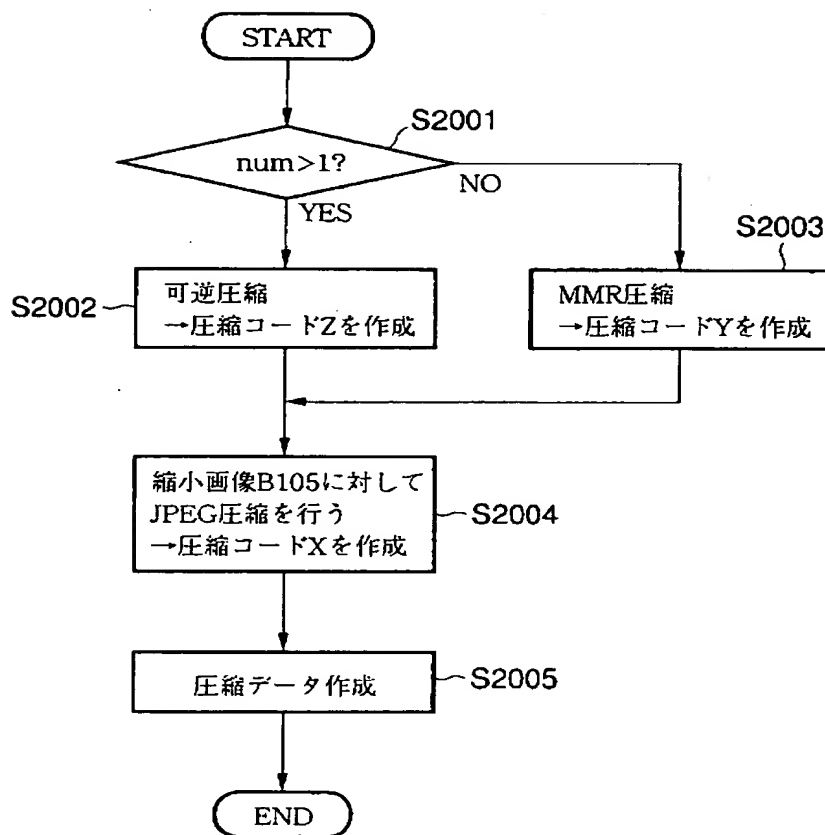 START
S2001
num>1?
NO
YES
S2003
S2002
可逆圧縮
→圧縮コードZを作成
MMR圧縮
→圧縮コードYを作成
縮小画像B105に対して
JPEG圧縮を行う
→圧縮コードXを作成
S2004
圧縮データ作成
S2005
END